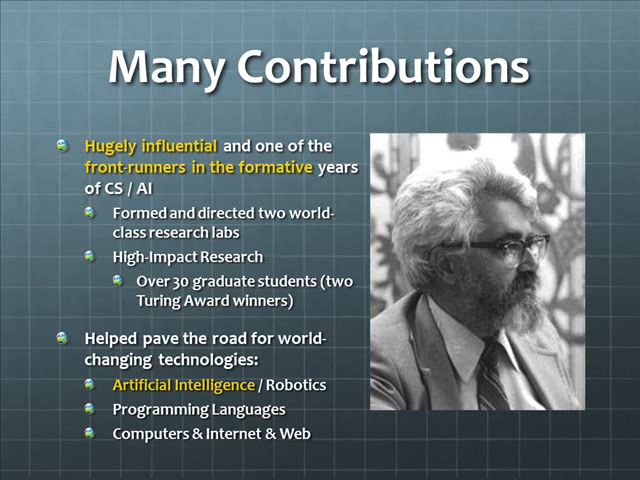 Many Contributions
Hugely influential and one of the
front-runners in the formative years
of CS / AI
Formed and directed two world-
class research labs
High-Impact Research
Over 30 graduate students (two
Turing Award winners)
Helped pave the road for world-
changing technologies:
Artificial Intelligence / Robotics
Programming Languages
Computers & Internet & Web